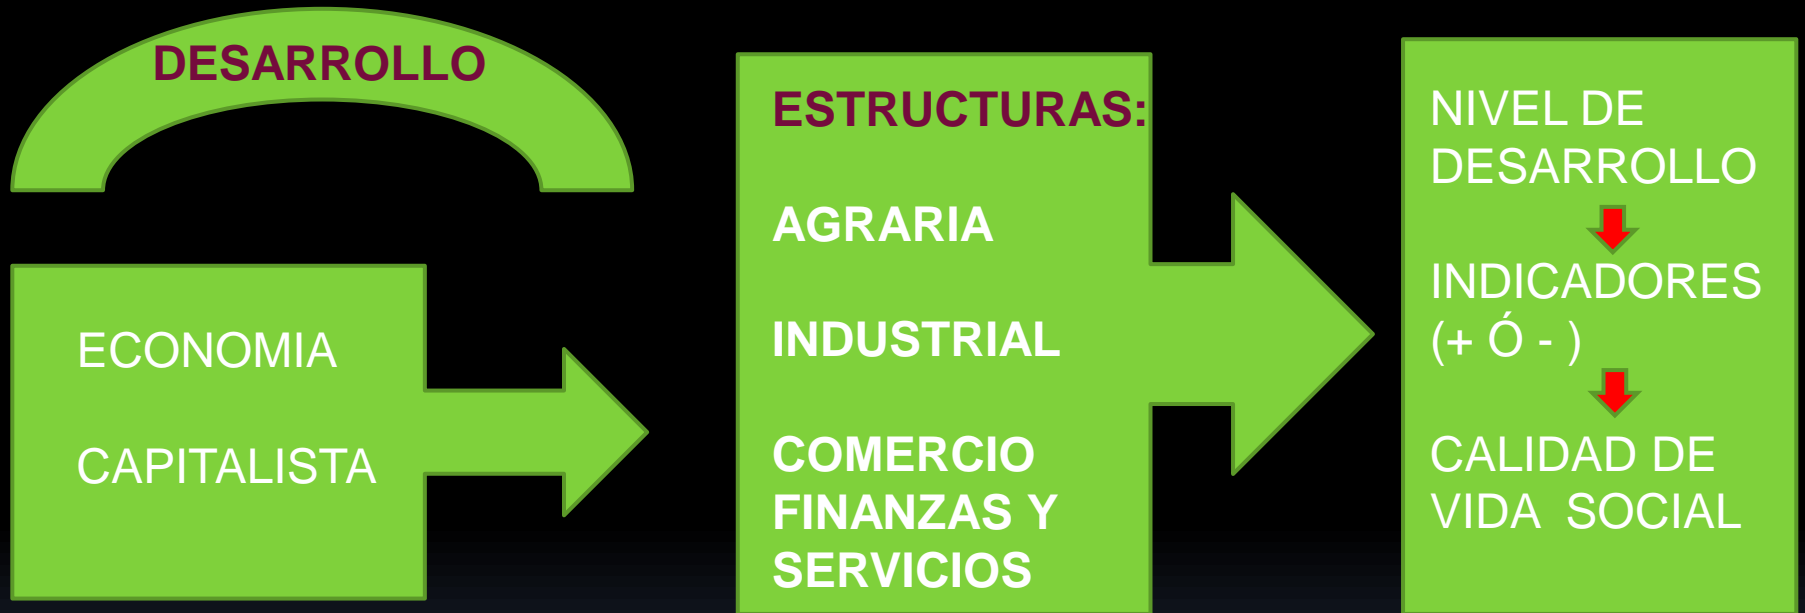 DESARROLLO
ECONOMIA
CAPITALISTA
ESTRUCTURAS:
AGRARIA
INDUSTRIAL
COMERCIO
FINANZAS Y
SERVICIOS
NIVEL DE
DESARROLLO
INDICADORES
(+ Ó - )
CALIDAD DE
VIDA  SOCIAL